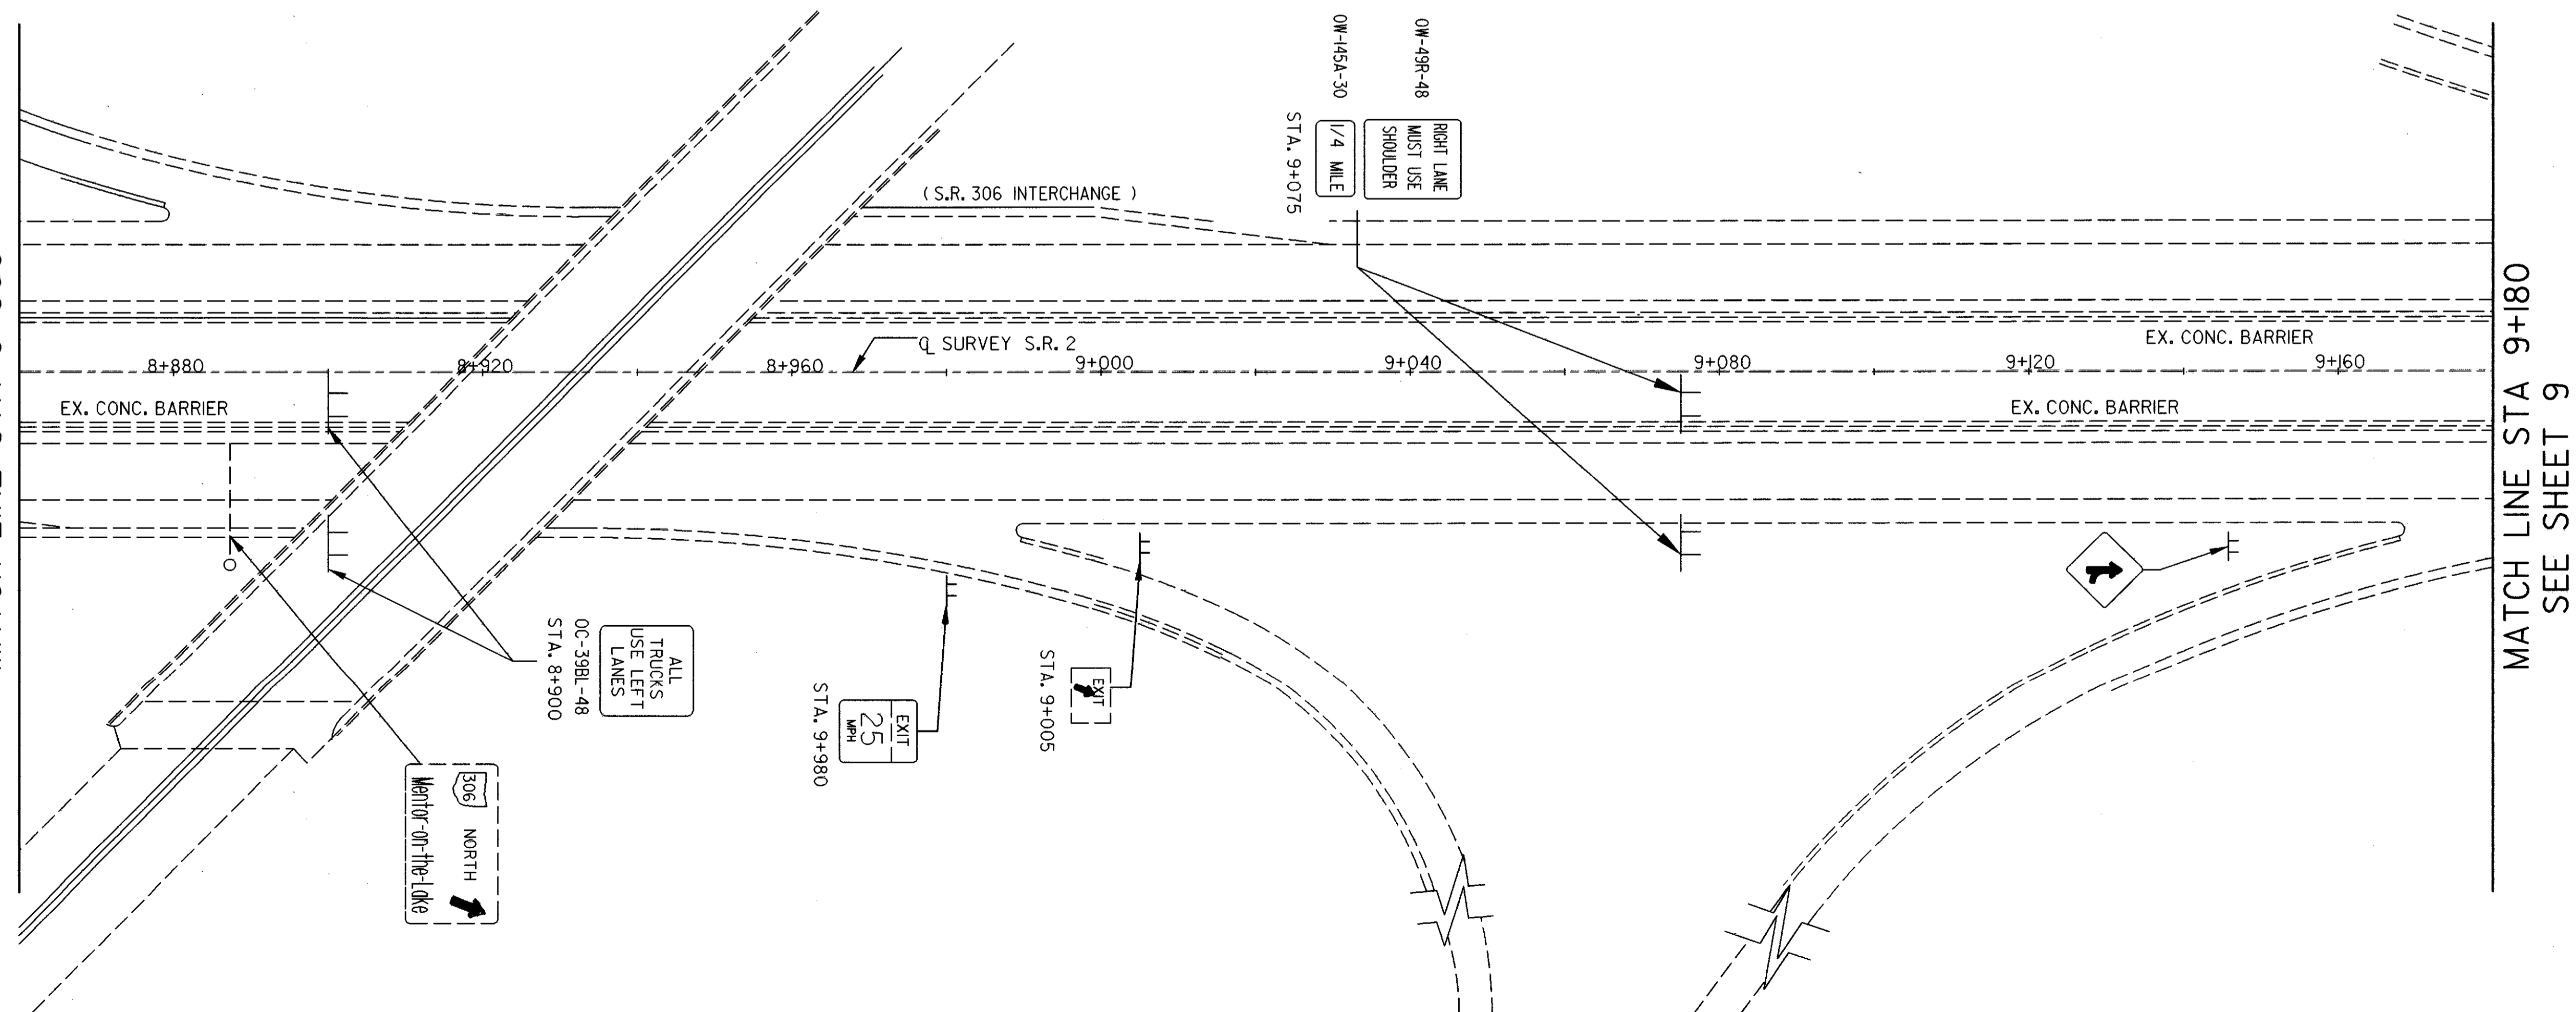 OW-49R-48
OW-145A-30
RIGHT LANE
MUST USE
SHOULDER
1/4 MILE
STA. 9+075
( S.R. 306 INTERCHANGE )
CL SURVEY S.R. 2
EX. CONC. BARRIER
8+880
8+920
8+960
9+000
9+040
9+080
9+120
9+160
EX. CONC. BARRIER
EX. CONC. BARRIER
MATCH LINE STA 9+180
SEE SHEET 9
ALL
TRUCKS
USE LEFT
LANES
OC-39BL-48
STA. 8+900
EXIT
25
MPH
STA. 9+980
EXIT
STA. 9+005
306 NORTH
Mentor-on-the-Lake